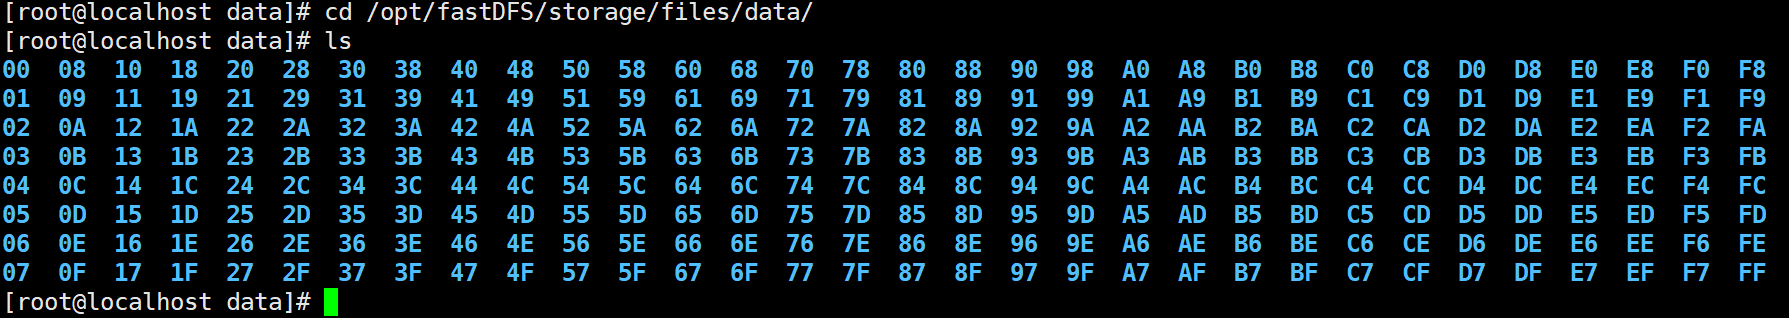 [root@localhost data]# cd /opt/fastDFS/storage/files/data/
[root@localhost data]# ls
00 08 10 18 20 28 30 38 40 48 50 58 60 68 70 78 80 88 90 98 A0 A8 B0 B8 C0 C8 D0 D8 E0 E8 F0 F8
01 09 11 19 21 29 31 39 41 49 51 59 61 69 71 79 81 89 91 99 A1 A9 B1 B9 C1 C9 D1 D9 E1 E9 F1 F9
02 0A 12 1A 22 2A 32 3A 42 4A 52 5A 62 6A 72 7A 82 8A 92 9A A2 AA B2 BA C2 CA D2 DA E2 EA F2 FA
03 0B 13 1B 23 2B 33 3B 43 4B 53 5B 63 6B 73 7B 83 8B 93 9B A3 AB B3 BB C3 CB D3 DB E3 EB F3 FB
04 0C 14 1C 24 2C 34 3C 44 4C 54 5C 64 6C 74 7C 84 8C 94 9C A4 AC B4 BC C4 CC D4 DC E4 EC F4 FC
05 0D 15 1D 25 2D 35 3D 45 4D 55 5D 65 6D 75 7D 85 8D 95 9D A5 AD B5 BD C5 CD D5 DD E5 ED F5 FD
06 0E 16 1E 26 2E 36 3E 46 4E 56 5E 66 6E 76 7E 86 8E 96 9E A6 AE B6 BE C6 CE D6 DE E6 EE F6 FE
07 0F 17 1F 27 2F 37 3F 47 4F 57 5F 67 6F 77 7F 87 8F 97 9F A7 AF B7 BF C7 CF D7 DF E7 EF F7 FF
[root@localhost data]#